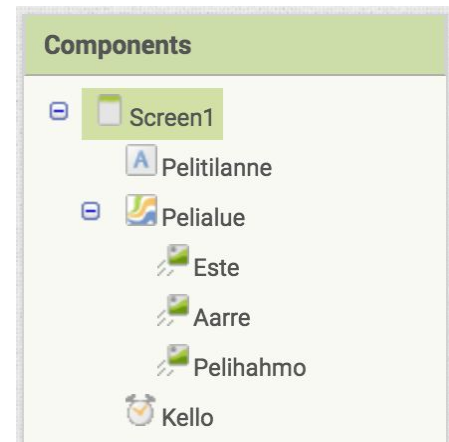 Components
Screen1
A Pelitilanne
Pelialue
Este
Aarre
Pelihahmo
Kello